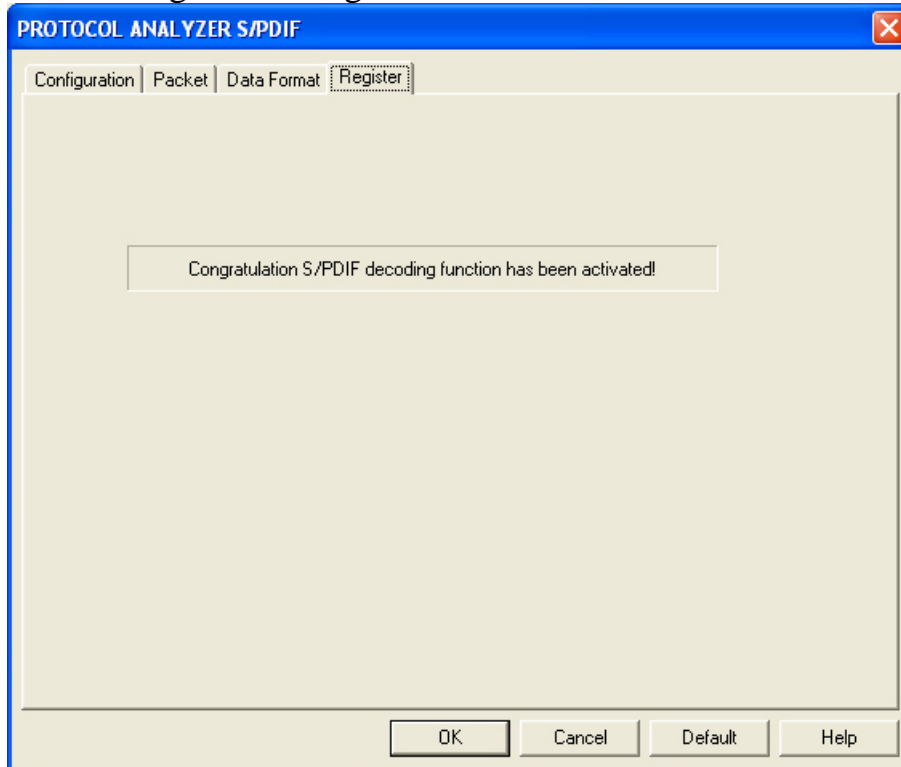 PROTOCOL ANALYZER S/PDIF
Configuration Packet Data Format Register
Congratulation S/PDIF decoding function has been activated!
OK Cancel Default Help